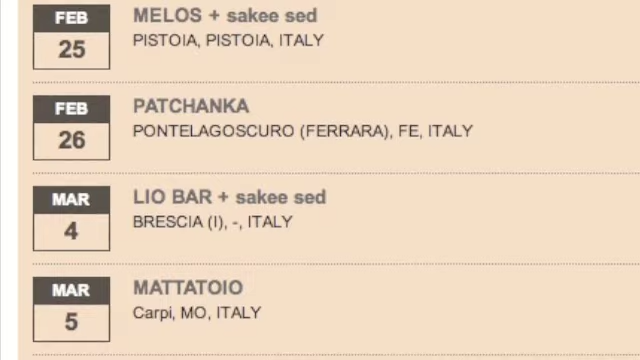 FEB
25
MELOS + sakee sed
PISTOIA, PISTOIA, ITALY
FEB
26
PATCHANKA
PONTELAGOSCURO (FERRARA), FE, ITALY
MAR
4
LIO BAR + sakee sed
BRESCIA (I), -, ITALY
MAR
5
MATTATOIO
Carpi, MO, ITALY